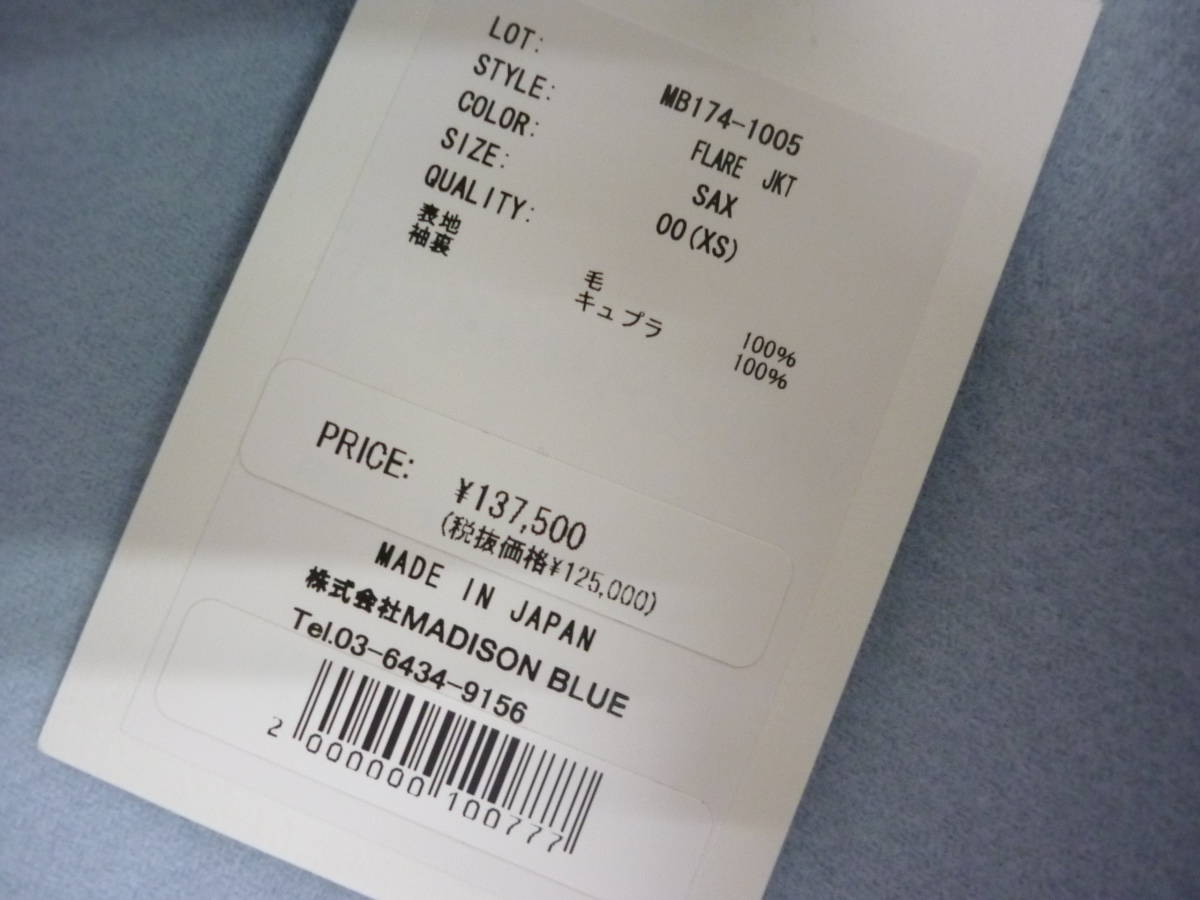 LOT: MB174-1005
STYLE: FLARE JKT
COLOR: SAX
SIZE: 00(XS)
QUALITY:
表地 毛 100%
袖裏 キュプラ 100%
PRICE: ¥137,500
(税抜価格¥125,000)
MADE IN JAPAN
株式会社MADISON BLUE
Tel.03-6434-9156
2 000000 100777